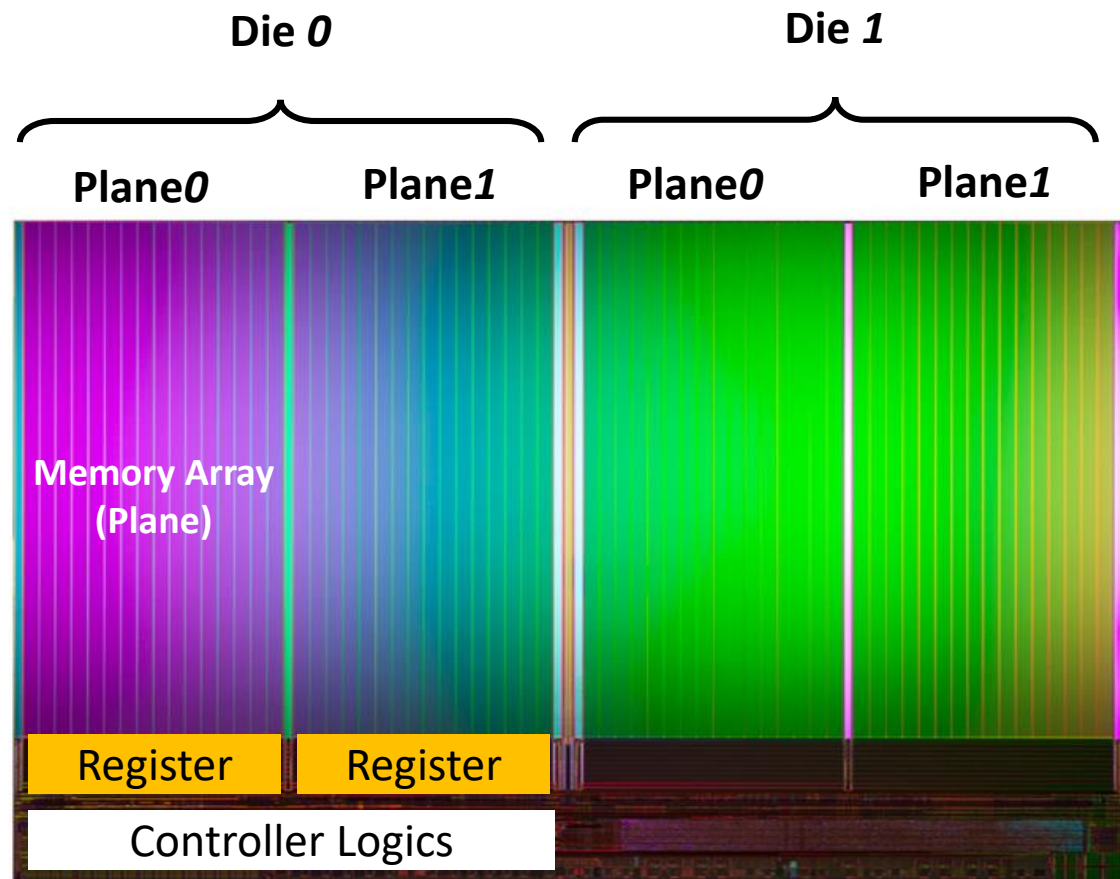 Die 0
Die 1
Plane0
Plane1
Plane0
Plane1
Memory Array
(Plane)
Register
Register
Controller Logics